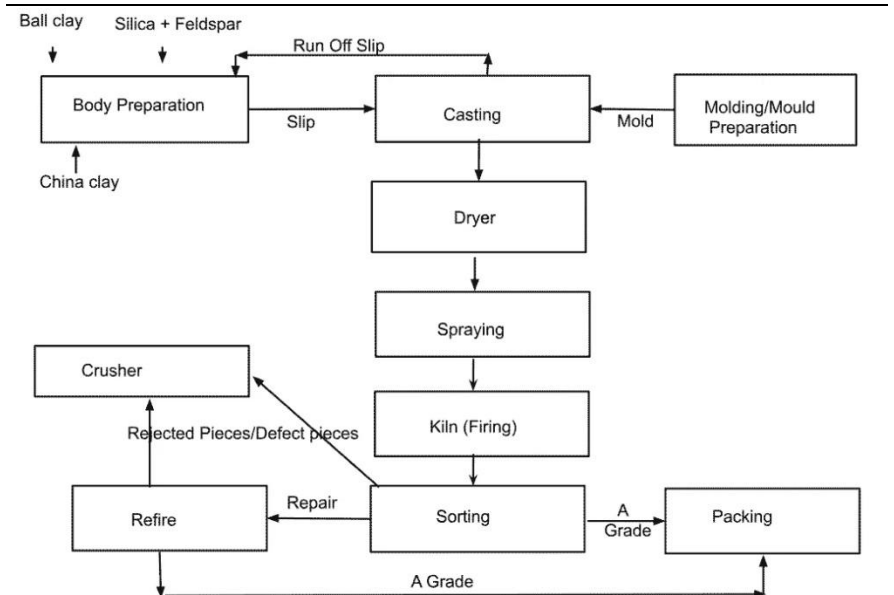 Ball clay
Silica + Feldspar
Run Off Slip
Body Preparation
Slip
Casting
Mold
Molding/Mould
Preparation
China clay
Dryer
Spraying
Crusher
Kiln (Firing)
Rejected Pieces/Defect pieces
Refire
Repair
Sorting
A
Grade
Packing
A Grade